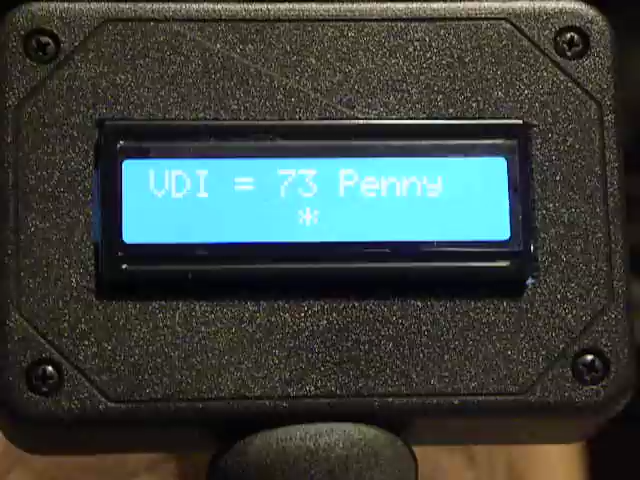 VDI = 73 Penny
*